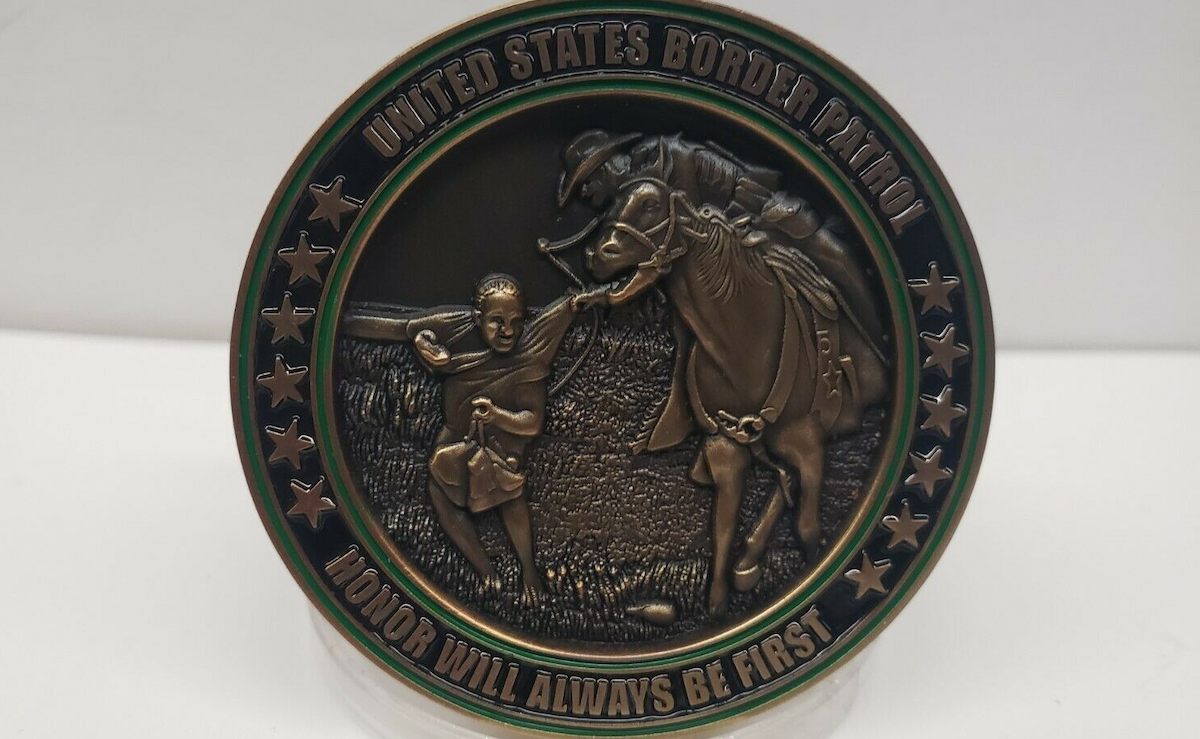 UNITED STATES BORDER PATROL
HONOR WILL ALWAYS BE FIRST